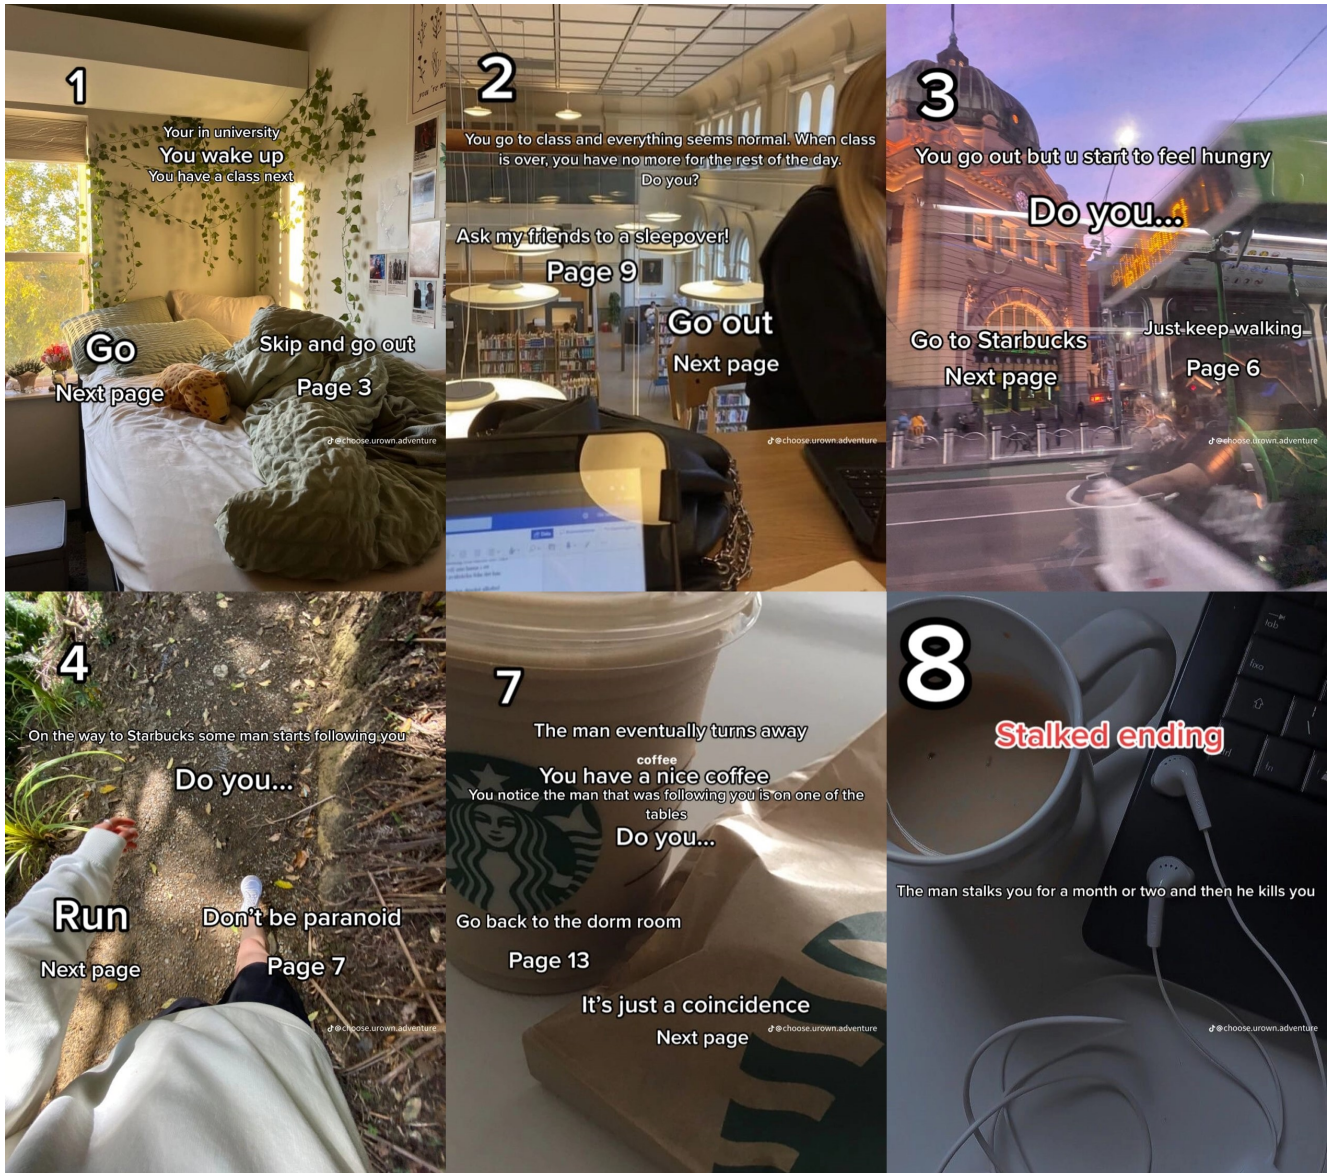 1
Your in university
You wake up
You have a class next
Go
Next page
Skip and go out
Page 3
@choose.urown.adventure
2
You go to class and everything seems normal. When class
is over, you have no more for the rest of the day.
Do you?
Ask my friends to a sleepover!
Page 9
Go out
Next page
@choose.urown.adventure
3
You go out but u start to feel hungry
Do you...
Go to Starbucks
Next page
Just keep walking
Page 6
@choose.urown.adventure
4
On the way to Starbucks some man starts following you
Do you...
Run
Next page
Don't be paranoid
Page 7
@choose.urown.adventure
7
The man eventually turns away
coffee
You have a nice coffee
You notice the man that was following you is on one of the
tables
Do you...
Go back to the dorm room
Page 13
It's just a coincidence
Next page
@choose.urown.adventure
8
Stalked ending
The man stalks you for a month or two and then he kills you
@choose.urown.adventure
tab